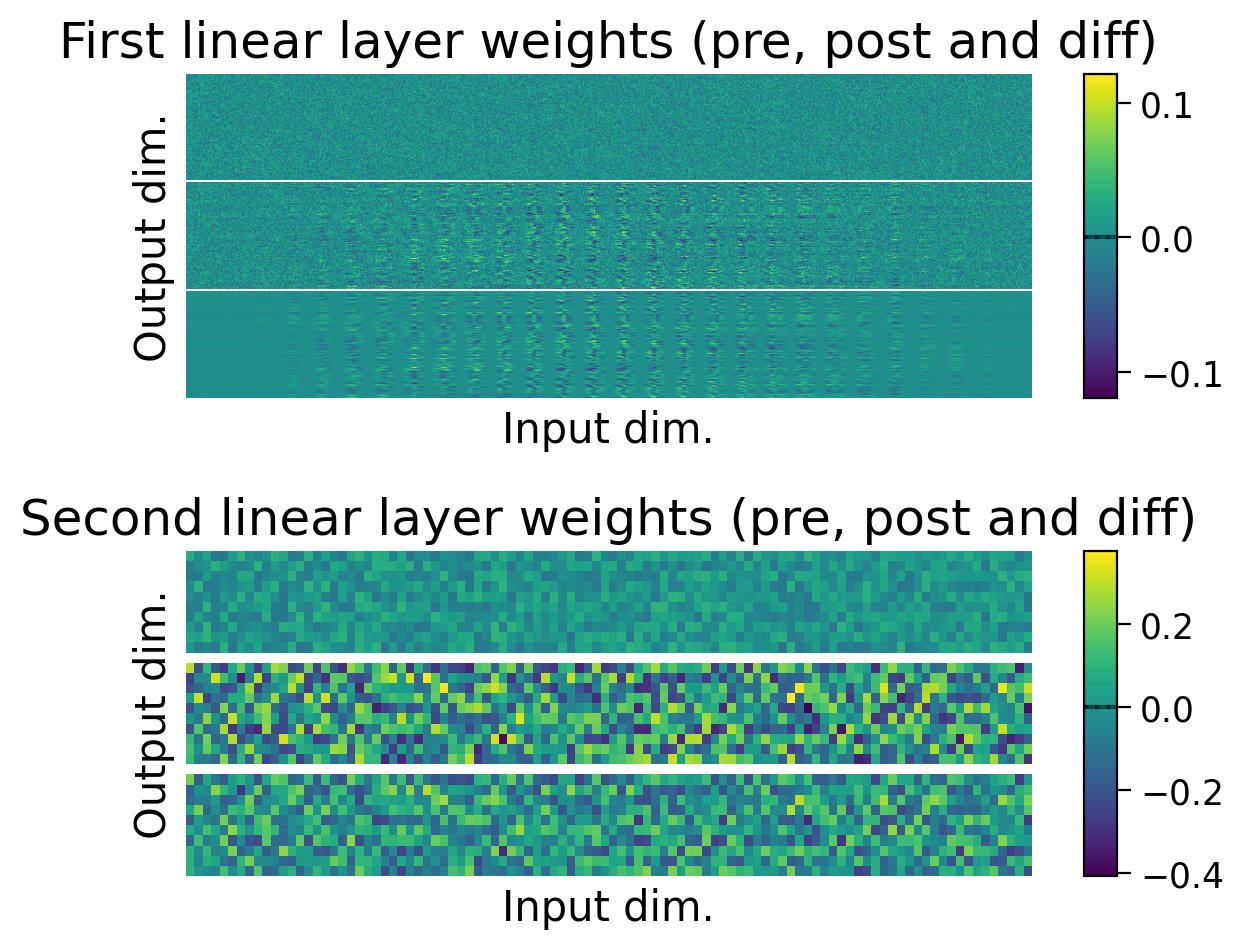 First linear layer weights (pre, post and diff)
Output dim.
0.1
0.0
−0.1
Input dim.
Second linear layer weights (pre, post and diff)
Output dim.
0.2
0.0
−0.2
−0.4
Input dim.